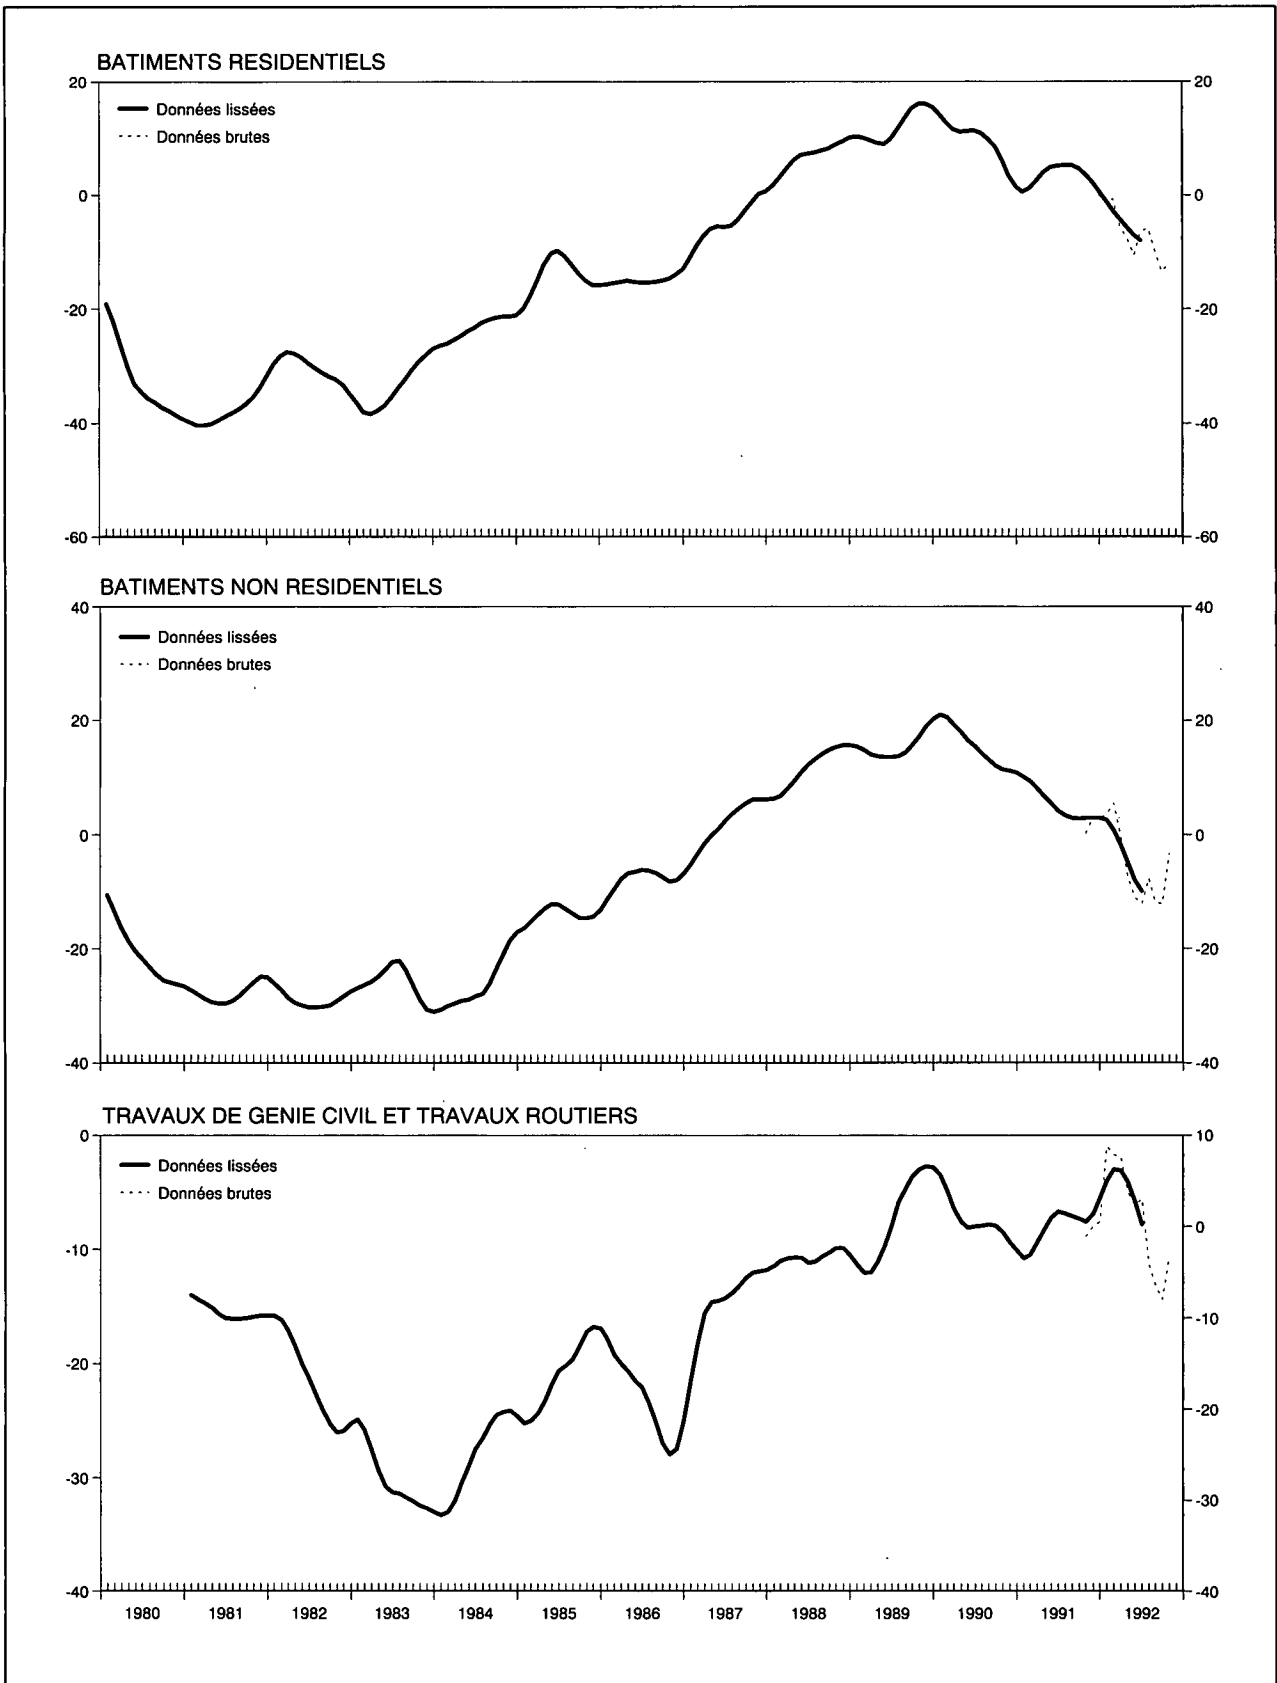 BATIMENTS RESIDENTIELS
20 20
Données lissées
Données brutes
0 0
-20 -20
-40 -40
-60 -60
BATIMENTS NON RESIDENTIELS
40 40
Données lissées
Données brutes
20 20
0 0
-20 -20
-40 -40
TRAVAUX DE GENIE CIVIL ET TRAVAUX ROUTIERS
0 10
Données lissées
Données brutes
0
-10
-10
-20
-20
-30
-30
-40 -40
1980 1981 1982 1983 1984 1985 1986 1987 1988 1989 1990 1991 1992